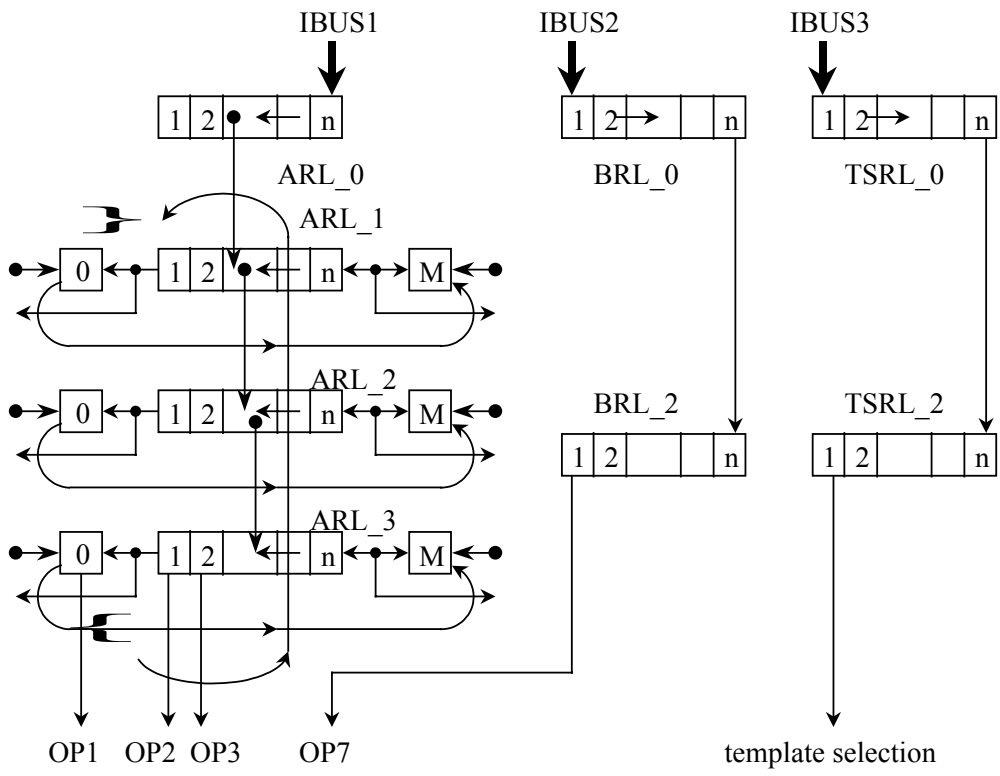 IBUS1 IBUS2 IBUS3
1 2 n 1 2 n 1 2 n
ARL_0 BRL_0 TSRL_0
ARL_1
0 1 2 n M
ARL_2 BRL_2 TSRL_2
0 1 2 n M
1 2 n 1 2 n
ARL_3
0 1 2 n M
OP1 OP2 OP3 OP7 template selection